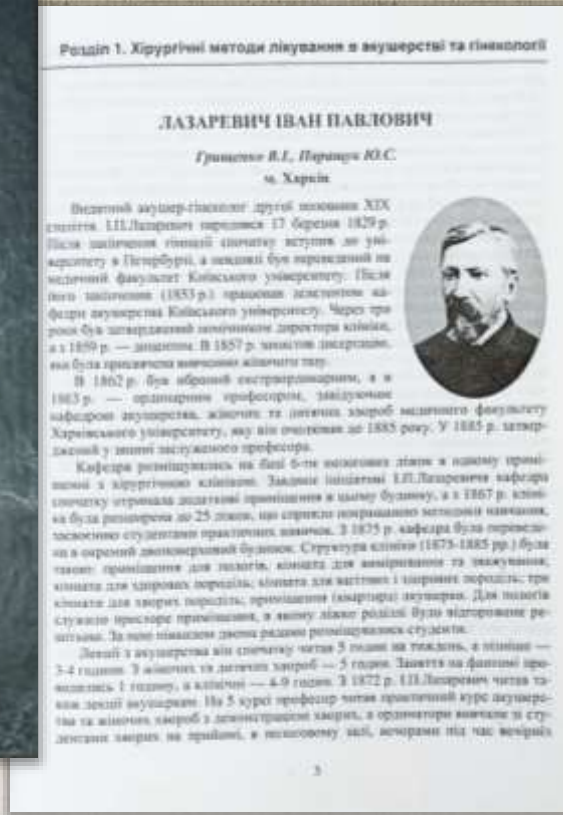 Розділ 1. Хірургічні методи лікування в акушерстві та гінекології
ЛАЗАРЕВИЧ ІВАН ПАВЛОВИЧ
Грищенко В.І., Паращук Ю.С.
м. Харків
Видатний акушер-гінеколог другої половини XIX
століття. І.П.Лазаревич народився 17 березня 1829 р.
Після закінчення гімназії спочатку вступив до уні-
верситету в Петербурзі, а невдовзі був переведений на
медичний факультет Київського університету. Після
його закінчення (1853 р.) працював асистентом ка-
федри акушерства Київського університету. Через три
роки був затверджений помічником директора клініки,
а з 1859 р. — доцентом. В 1857 р. захистив дисертацію,
яка була присвячена вивченню жіночого тазу.
В 1862 р. був обраний екстраординарним, а в
1863 р. — ординарним професором, завідуючим
кафедрою акушерства, жіночих та дитячих хвороб медичного факультету
Харківського університету, яку він очолював до 1885 року. У 1885 р. затвер-
джений у званні заслуженого професора.
Кафедра розміщувались на базі 6-ти пологових ліжок в одному примі-
щенні з хірургічною клінікою. Завдяки ініціативі І.П.Лазаревича кафедра
спочатку отримала додаткові приміщення в цьому будинку, а з 1867 р. кліні-
ка була розширена до 25 ліжок, що сприяло покращанню методики навчання,
засвоєнню студентами практичних навичок. З 1875 р. кафедра була переведе-
на в окремий двоповерховий будинок. Структура клініки (1875-1885 рр.) була
такою: приміщення для пологів, кімната для вимірювання та зважування,
кімната для здорових породіль, кімната для вагітних і здорових породіль, три
кімнати для хворих породіль, приміщення (квартира) акушерки. Для пологів
служило просторе приміщення, в якому ліжко роділлі було відгороджене ре-
шіткою. За нею півколом двома рядами розміщувались студенти.
Лекції з акушерства він спочатку читав 5 годин на тиждень, а пізніше —
3-4 години. З жіночих та дитячих хвороб — 5 годин. Заняття на фантомі про-
водились 1 годину, а клінічні — 4-9 годин. З 1872 р. І.П.Лазаревич читав та-
кож лекції акушеркам. На 5 курсі професор читав практичний курс акушерс-
тва та жіночих хвороб з демонстрацією хворих, а ординатори вивчали зі сту-
дентами хворих на прийомі, в пологовому залі, вечорами під час вечірніх
3